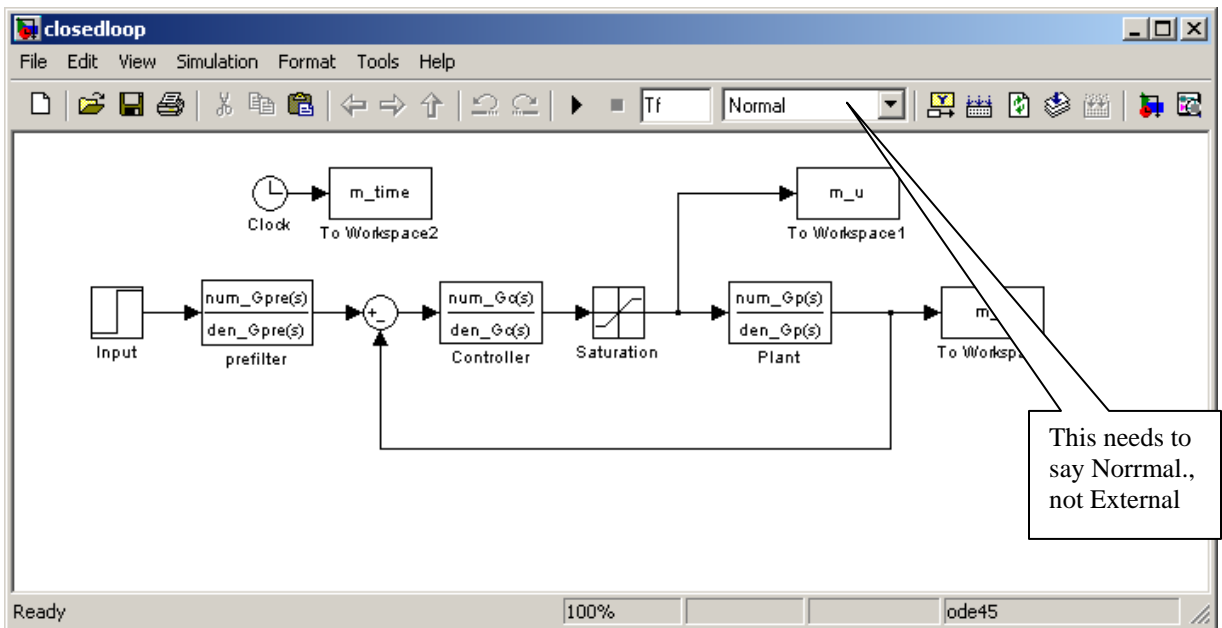 closedloop
File Edit View Simulation Format Tools Help
Tf Normal
m_time
Clock
To Workspace2
m_u
To Workspace1
num_Gpre(s)
den_Gpre(s)
Input
prefilter
+
-
num_Gc(s)
den_Gc(s)
Controller
Saturation
num_Gp(s)
den_Gp(s)
Plant
m_
To Worksp
This needs to
say Norrmal.,
not External
Ready 100% ode45